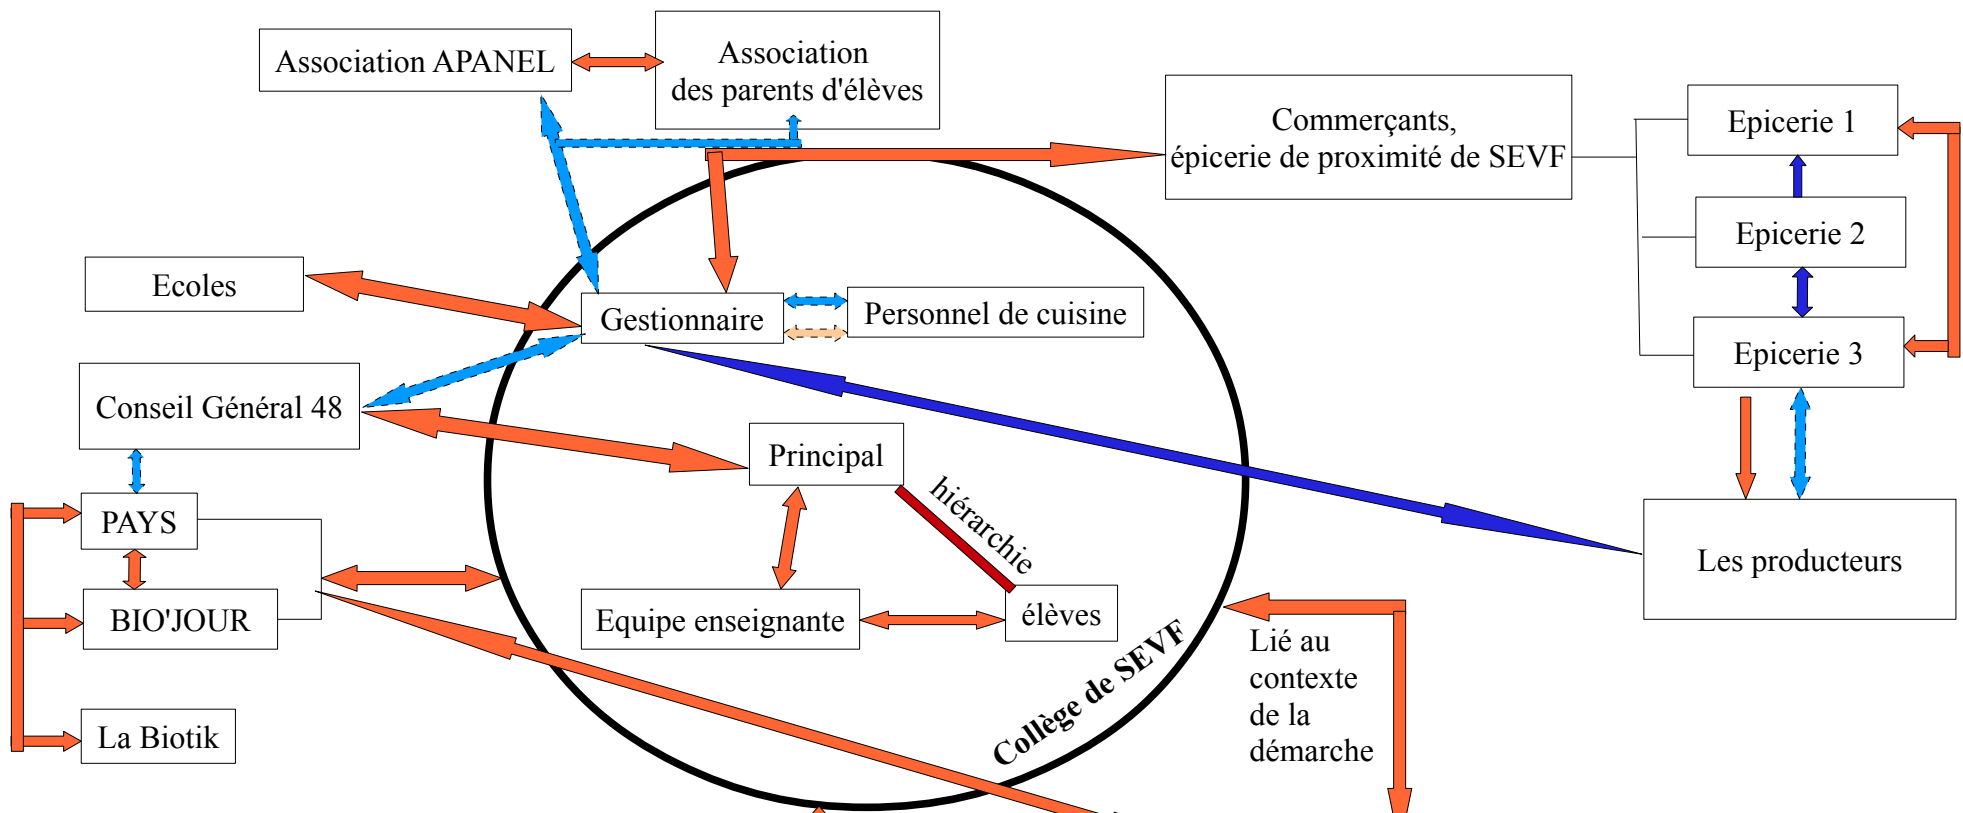 Association APANEL
Association
des parents d'élèves
Commerçants,
épicerie de proximité de SEVF
Epicerie 1
Epicerie 2
Epicerie 3
Ecoles
Gestionnaire
Personnel de cuisine
Conseil Général 48
Principal
hiérarchie
PAYS
BIO'JOUR
Equipe enseignante
élèves
Les producteurs
La Biotik
Collège de SEVF
Lié au
contexte
de la
démarche